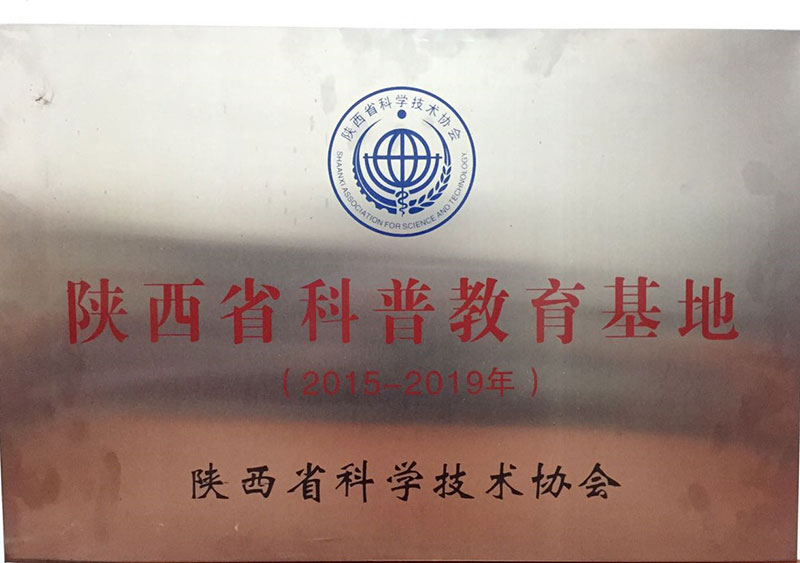 陕西省科学技术协会
SHAANXI ASSOCIATION FOR SCIENCE AND TECHNOLOGY
陕西省科普教育基地
（2015-2019年）
陕西省科学技术协会